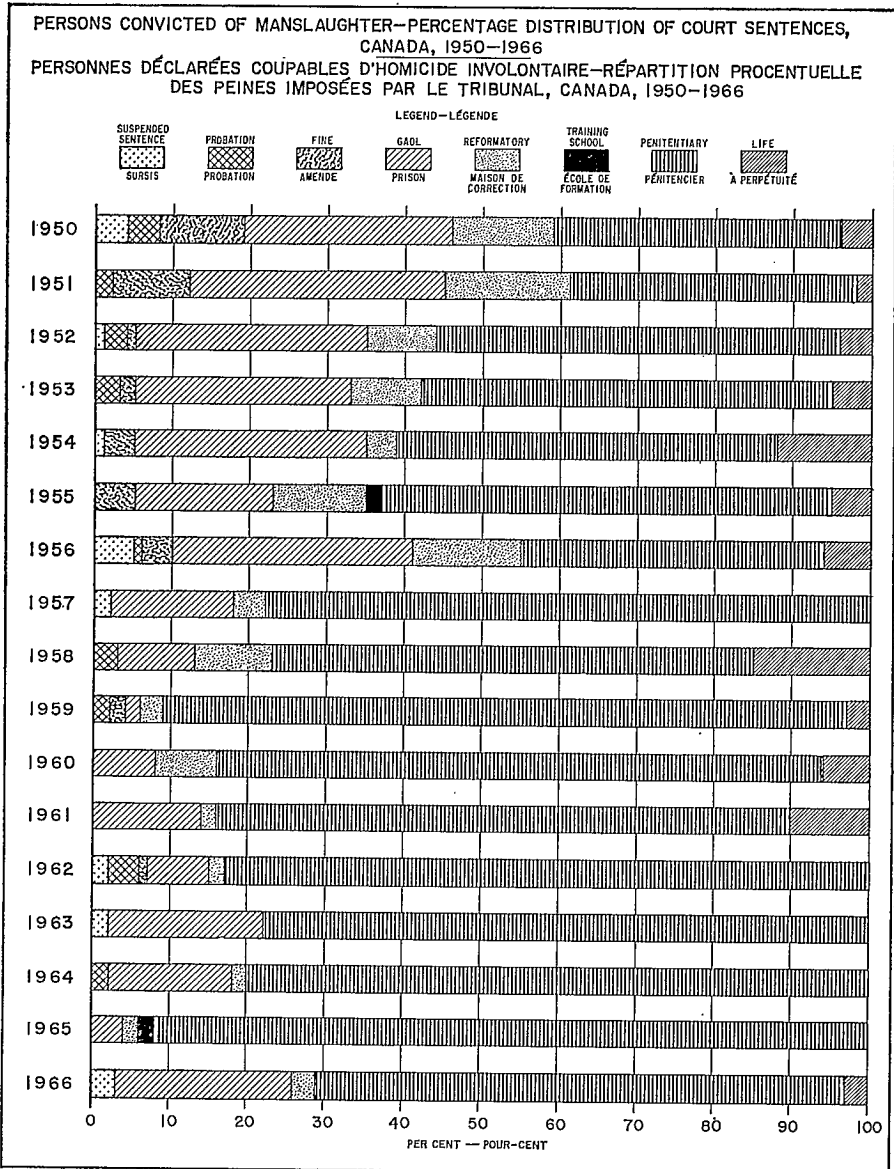 PERSONS CONVICTED OF MANSLAUGHTER—PERCENTAGE DISTRIBUTION OF COURT SENTENCES,
CANADA, 1950—1966
PERSONNES DÉCLARÉES COUPABLES D'HOMICIDE INVOLONTAIRE—RÉPARTITION PROCENTUELLE
DES PEINES IMPOSÉES PAR LE TRIBUNAL, CANADA, 1950—1966
LEGEND—LÉGENDE
SUSPENDED SENTENCE
SURSIS
PROBATION
PROBATION
FINE
AMENDE
GAOL
PRISON
REFORMATORY
MAISON DE CORRECTION
TRAINING SCHOOL
ÉCOLE DE FORMATION
PENITENTIARY
PÉNITENCIER
LIFE
À PERPÉTUITÉ
1950
1951
1952
1953
1954
1955
1956
1957
1958
1959
1960
1961
1962
1963
1964
1965
1966
0 10 20 30 40 50 60 70 80 90 100
PER CENT — POUR-CENT